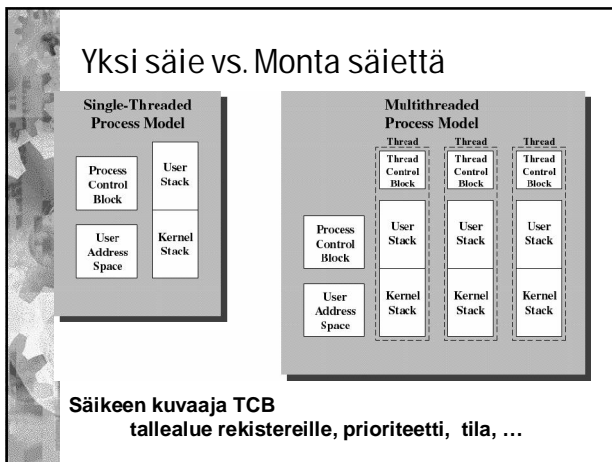 Yksi säie vs. Monta säiettä
Single-Threaded
Process Model
Process
Control
Block
User
Stack
User
Address
Space
Kernel
Stack
Multithreaded
Process Model
Thread
Thread
Thread
Thread
Control
Block
Thread
Control
Block
Thread
Control
Block
Process
Control
Block
User
Stack
User
Stack
User
Stack
User
Address
Space
Kernel
Stack
Kernel
Stack
Kernel
Stack
Säikeen kuvaaja TCB
tallealue rekistereille, prioriteetti, tila, …